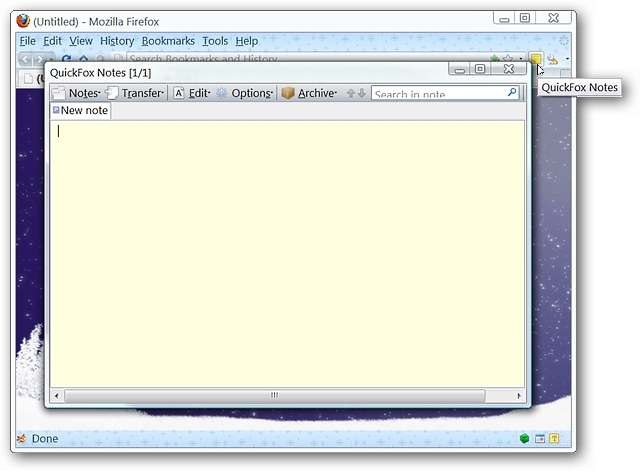 (Untitled) - Mozilla Firefox
File Edit View History Bookmarks Tools Help
Search Bookmarks and History
QuickFox Notes [1/1]
QuickFox Notes
Notes Transfer Edit Options Archive Search in note
New note
Done